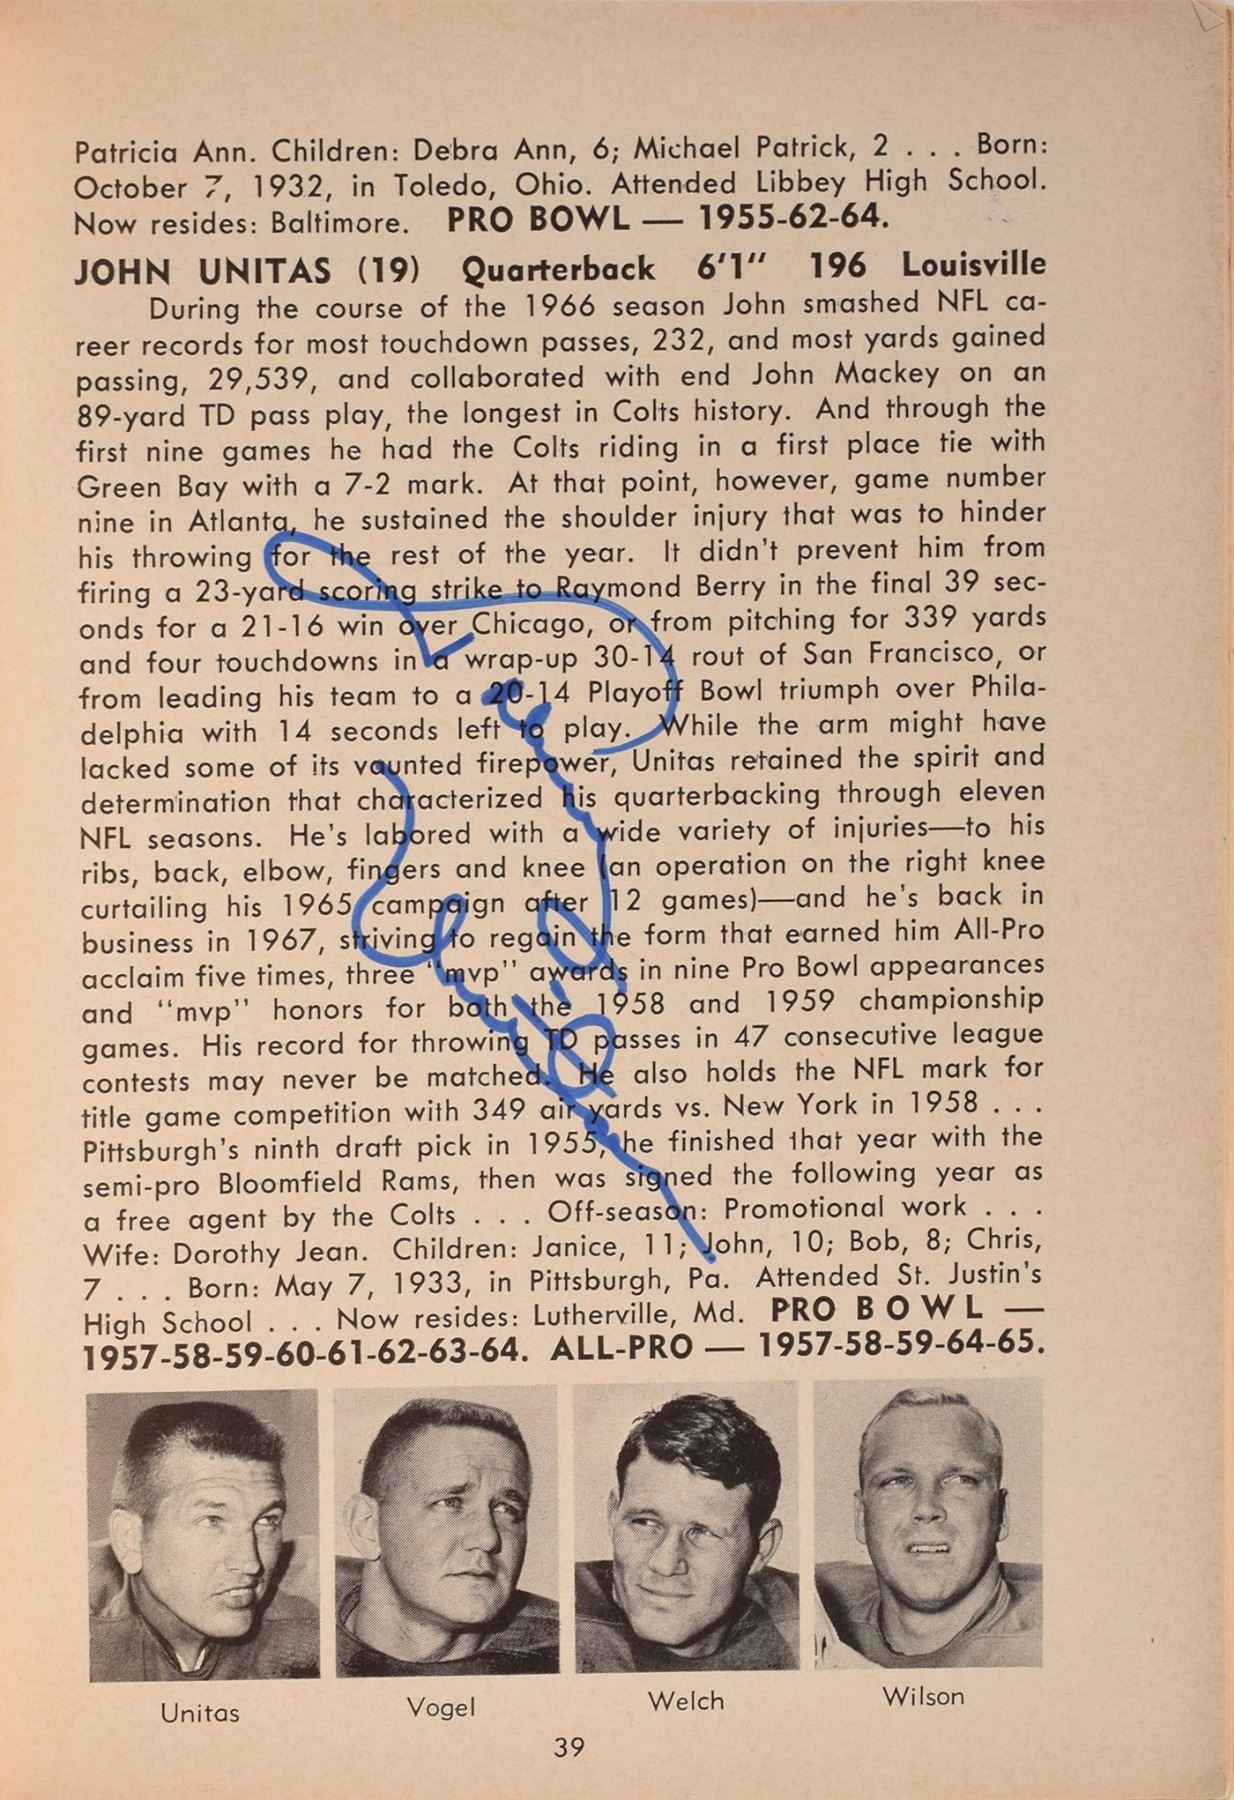 Patricia Ann. Children: Debra Ann, 6; Michael Patrick, 2 . . . Born:
October 7, 1932, in Toledo, Ohio. Attended Libbey High School.
Now resides: Baltimore. PRO BOWL — 1955-62-64.
JOHN UNITAS (19) Quarterback 6'1" 196 Louisville
During the course of the 1966 season John smashed NFL ca-
reer records for most touchdown passes, 232, and most yards gained
passing, 29,539, and collaborated with end John Mackey on an
89-yard TD pass play, the longest in Colts history. And through the
first nine games he had the Colts riding in a first place tie with
Green Bay with a 7-2 mark. At that point, however, game number
nine in Atlanta, he sustained the shoulder injury that was to hinder
his throwing for the rest of the year. It didn't prevent him from
firing a 23-yard scoring strike to Raymond Berry in the final 39 sec-
onds for a 21-16 win over Chicago, or from pitching for 339 yards
and four touchdowns in a wrap-up 30-14 rout of San Francisco, or
from leading his team to a 20-14 Playoff Bowl triumph over Phila-
delphia with 14 seconds left to play. While the arm might have
lacked some of its vaunted firepower, Unitas retained the spirit and
determination that characterized his quarterbacking through eleven
NFL seasons. He's labored with a wide variety of injuries—to his
ribs, back, elbow, fingers and knee (an operation on the right knee
curtailing his 1965 campaign after 12 games)—and he's back in
business in 1967, striving to regain the form that earned him All-Pro
acclaim five times, three "mvp" awards in nine Pro Bowl appearances
and "mvp" honors for both the 1958 and 1959 championship
games. His record for throwing TD passes in 47 consecutive league
contests may never be matched. He also holds the NFL mark for
title game competition with 349 air yards vs. New York in 1958 . . .
Pittsburgh's ninth draft pick in 1955, he finished that year with the
semi-pro Bloomfield Rams, then was signed the following year as
a free agent by the Colts . . . Off-season: Promotional work . . .
Wife: Dorothy Jean. Children: Janice, 11; John, 10; Bob, 8; Chris,
7 . . . Born: May 7, 1933, in Pittsburgh, Pa. Attended St. Justin's
High School . . . Now resides: Lutherville, Md. PRO BOWL —
1957-58-59-60-61-62-63-64. ALL-PRO — 1957-58-59-64-65.
Unitas Vogel Welch Wilson
39